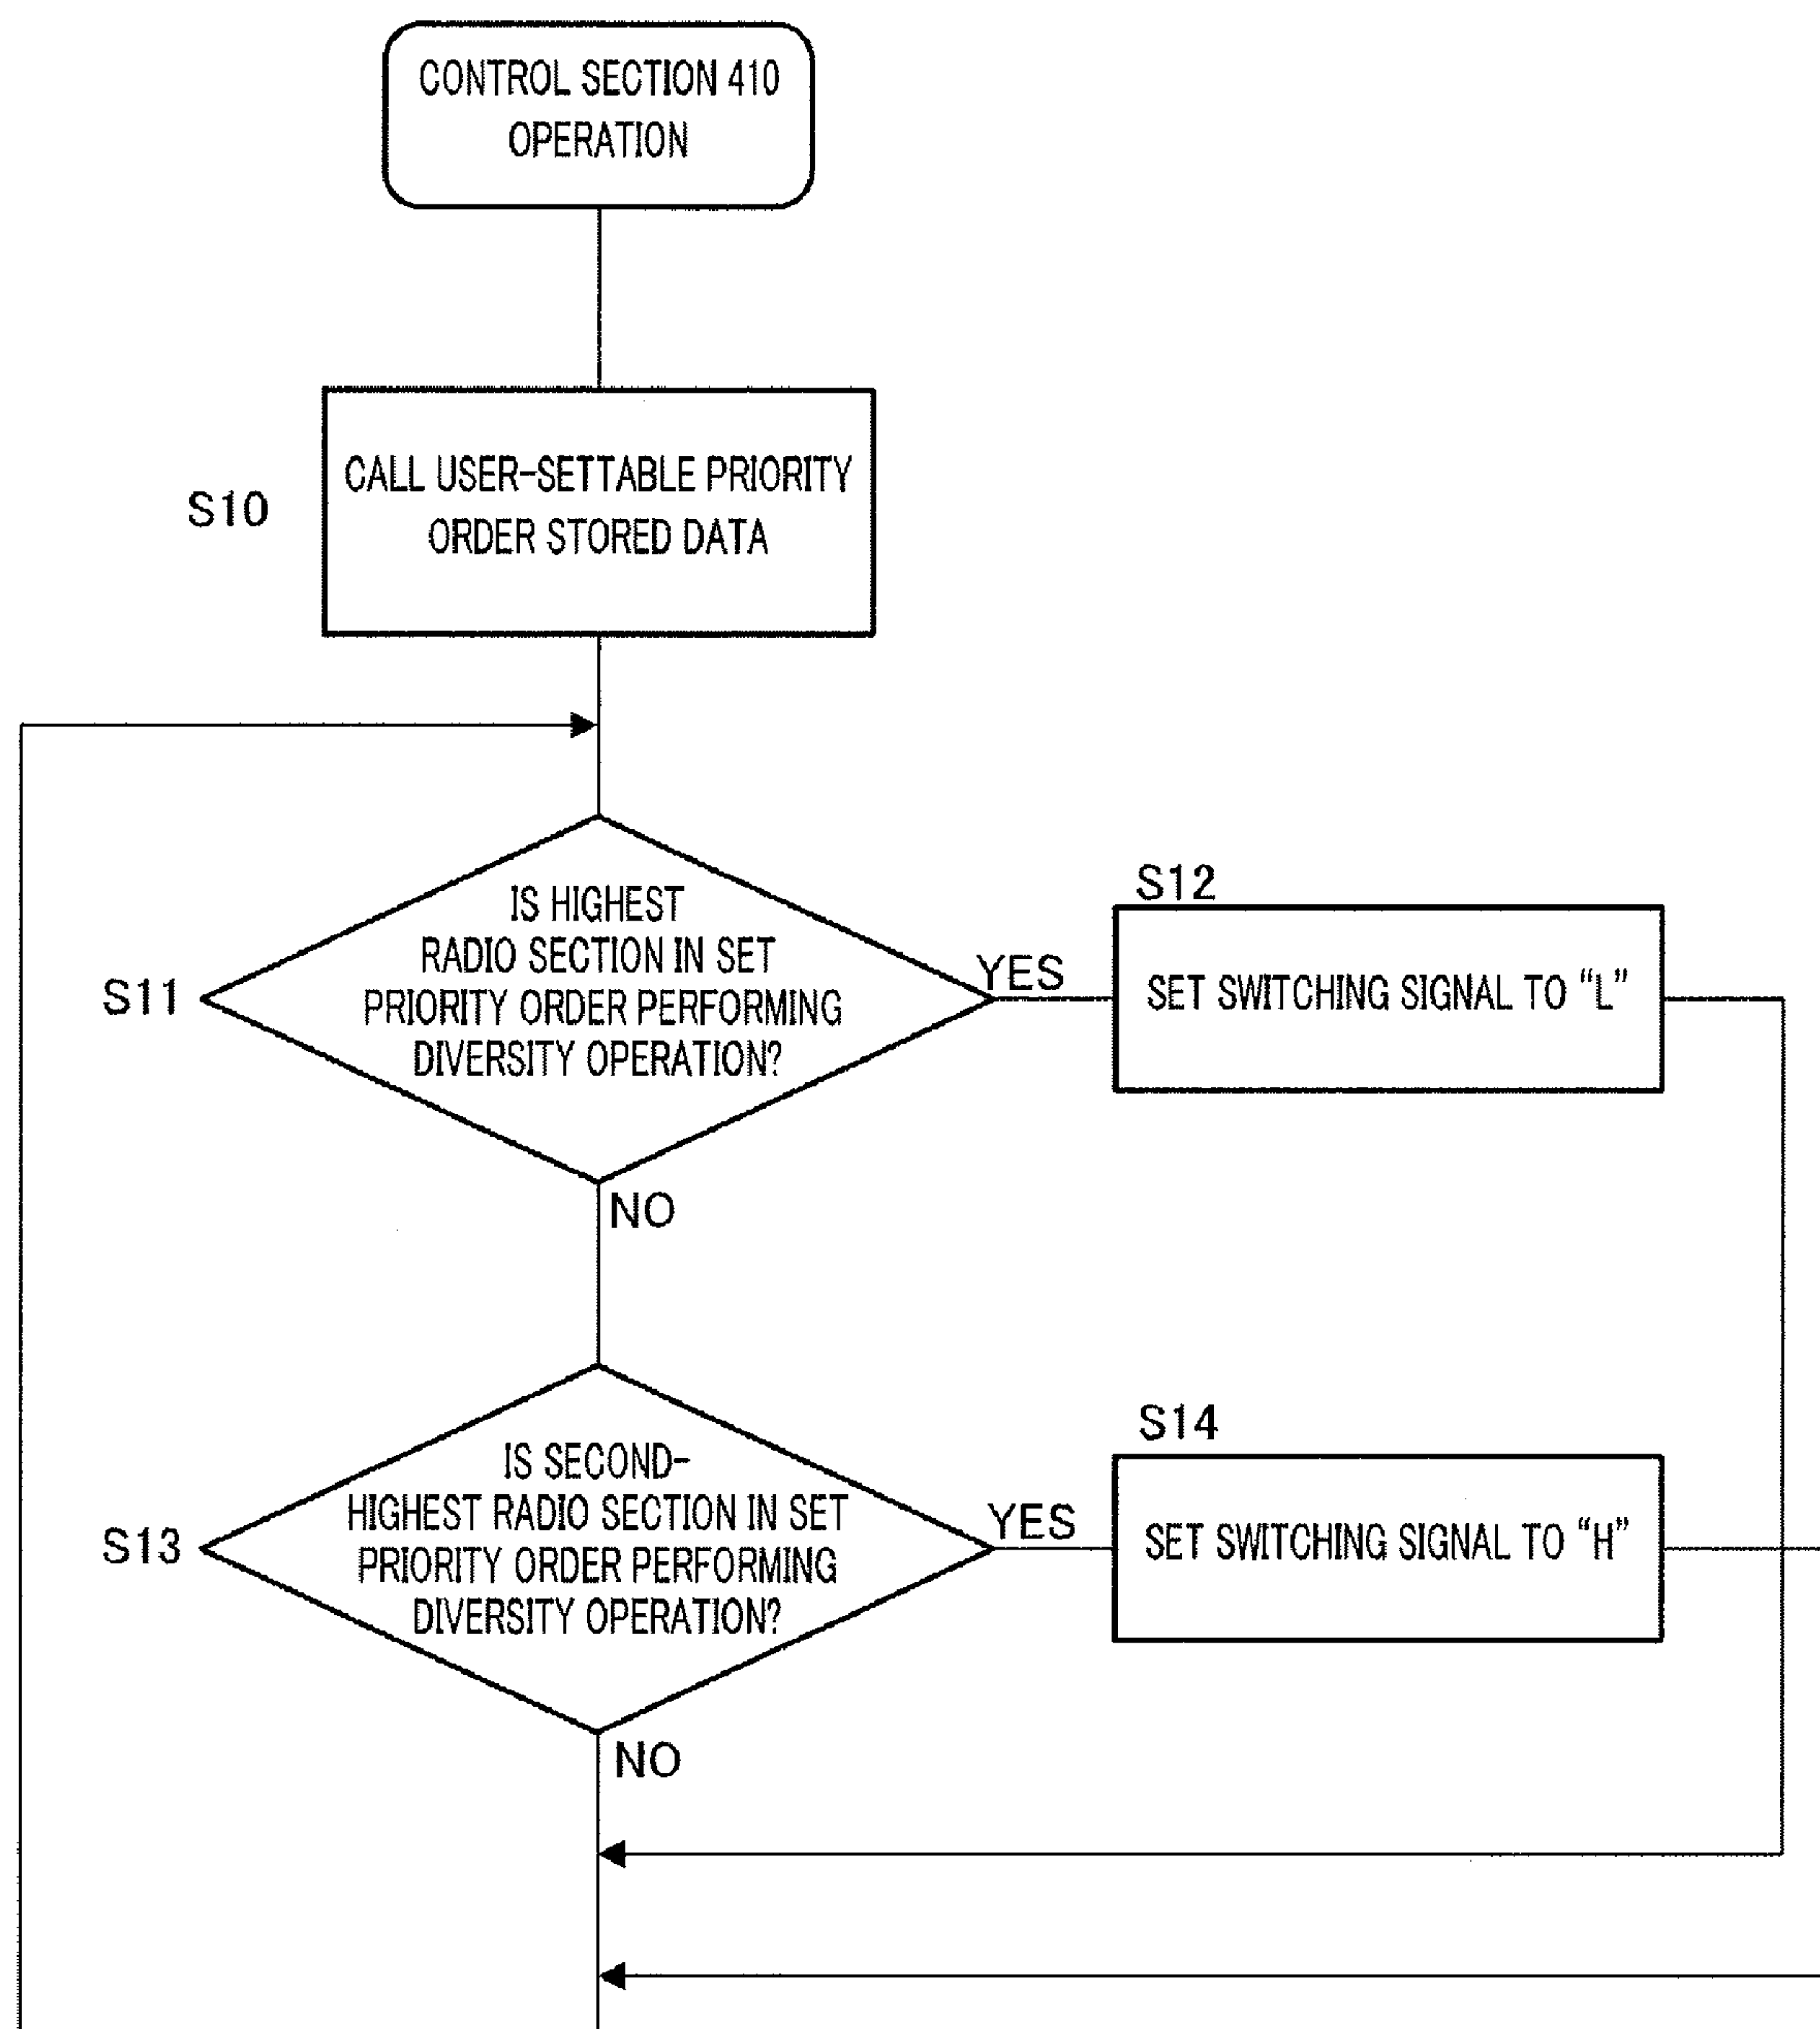 CONTROL SECTION 410
OPERATION
S10
CALL USER-SETTABLE PRIORITY
ORDER STORED DATA
S11
IS HIGHEST
RADIO SECTION IN SET
PRIORITY ORDER PERFORMING
DIVERSITY OPERATION?
YES
S12
SET SWITCHING SIGNAL TO “L”
NO
S13
IS SECOND-
HIGHEST RADIO SECTION IN SET
PRIORITY ORDER PERFORMING
DIVERSITY OPERATION?
YES
S14
SET SWITCHING SIGNAL TO “H”
NO